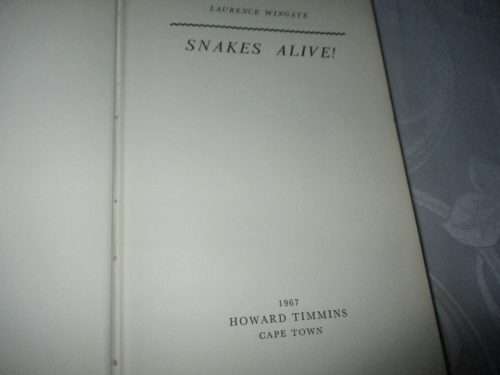 LAURENCE WINGATE
SNAKES ALIVE!
1967
HOWARD TIMMINS
CAPE TOWN